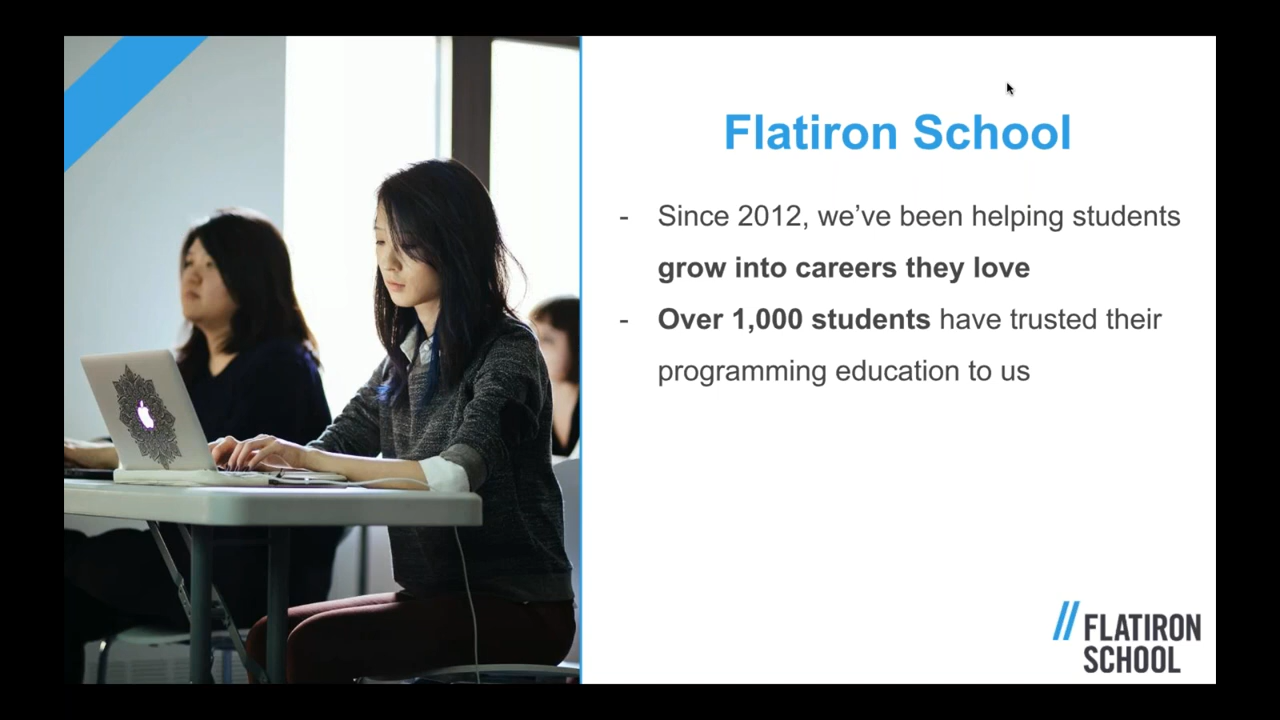 Flatiron School
- Since 2012, we’ve been helping students
grow into careers they love
- Over 1,000 students have trusted their
programming education to us
// FLATIRON
SCHOOL